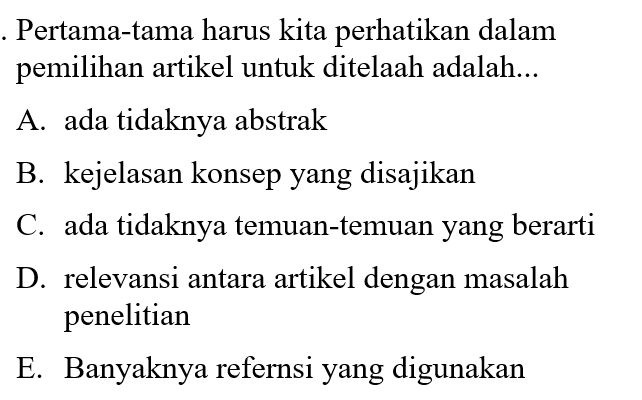 . Pertama-tama harus kita perhatikan dalam
pemilihan artikel untuk ditelaah adalah...
A. ada tidaknya abstrak
B. kejelasan konsep yang disajikan
C. ada tidaknya temuan-temuan yang berarti
D. relevansi antara artikel dengan masalah
penelitian
E. Banyaknya refernsi yang digunakan